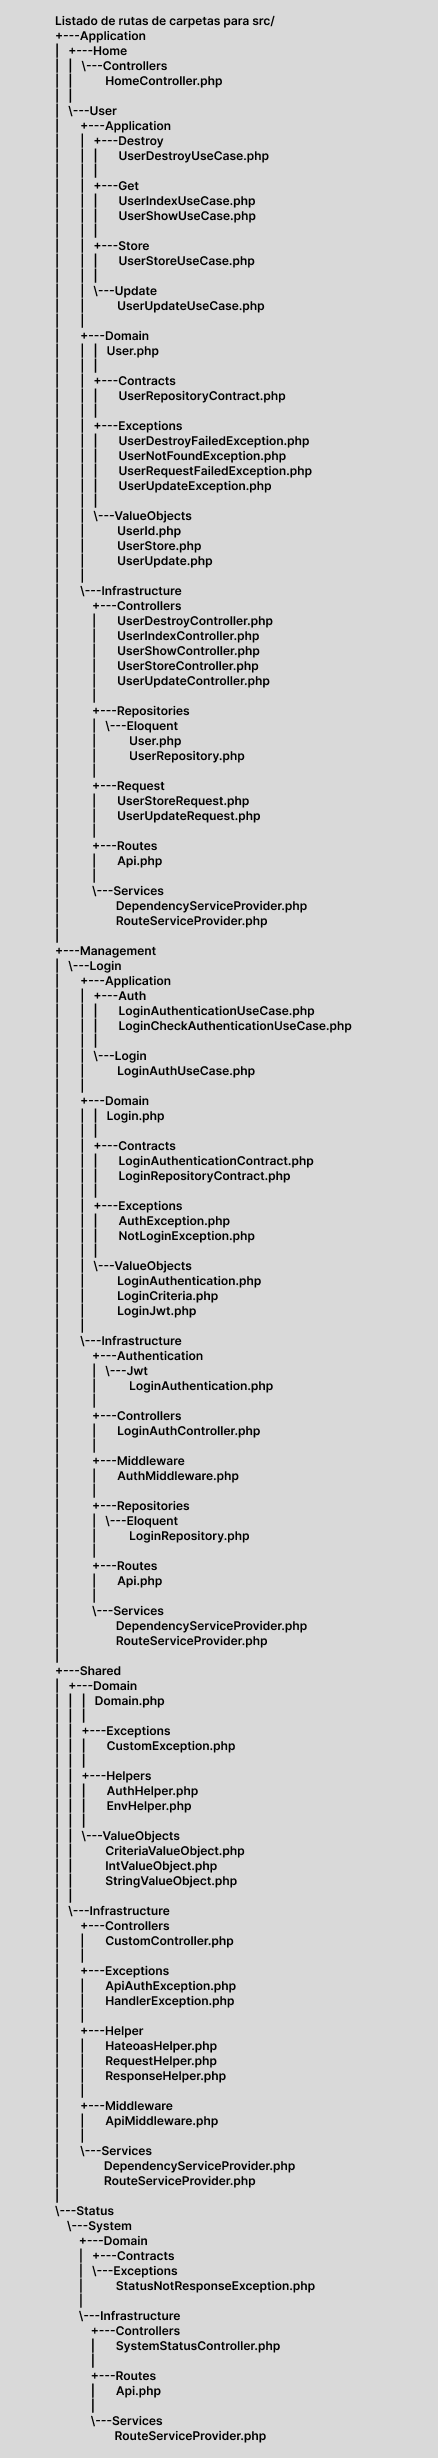 Listado de rutas de carpetas para src/
+---Application
| +---Home
| | \---Controllers
| | HomeController.php
| |
| \---User
| +---Application
| | +---Destroy
| | | UserDestroyUseCase.php
| | |
| | +---Get
| | | UserIndexUseCase.php
| | | UserShowUseCase.php
| | |
| | +---Store
| | | UserStoreUseCase.php
| | |
| | \---Update
| | UserUpdateUseCase.php
| |
| +---Domain
| | | User.php
| | |
| | +---Contracts
| | | UserRepositoryContract.php
| | |
| | +---Exceptions
| | | UserDestroyFailedException.php
| | | UserNotFoundException.php
| | | UserRequestFailedException.php
| | | UserUpdateException.php
| | |
| | \---ValueObjects
| | UserId.php
| | UserStore.php
| | UserUpdate.php
| |
| \---Infrastructure
| +---Controllers
| | UserDestroyController.php
| | UserIndexController.php
| | UserShowController.php
| | UserStoreController.php
| | UserUpdateController.php
| |
| +---Repositories
| | \---Eloquent
| | User.php
| | UserRepository.php
| |
| +---Request
| | UserStoreRequest.php
| | UserUpdateRequest.php
| |
| +---Routes
| | Api.php
| |
| \---Services
| DependencyServiceProvider.php
| RouteServiceProvider.php
|
+---Management
| \---Login
| +---Application
| | +---Auth
| | | LoginAuthenticationUseCase.php
| | | LoginCheckAuthenticationUseCase.php
| | |
| | \---Login
| | LoginAuthUseCase.php
| |
| +---Domain
| | | Login.php
| | |
| | +---Contracts
| | | LoginAuthenticationContract.php
| | | LoginRepositoryContract.php
| | |
| | +---Exceptions
| | | AuthException.php
| | | NotLoginException.php
| | |
| | \---ValueObjects
| | LoginAuthentication.php
| | LoginCriteria.php
| | LoginJwt.php
| |
| \---Infrastructure
| +---Authentication
| | \---Jwt
| | LoginAuthentication.php
| |
| +---Controllers
| | LoginAuthController.php
| |
| +---Middleware
| | AuthMiddleware.php
| |
| +---Repositories
| | \---Eloquent
| | LoginRepository.php
| |
| +---Routes
| | Api.php
| |
| \---Services
| DependencyServiceProvider.php
| RouteServiceProvider.php
|
+---Shared
| +---Domain
| | | Domain.php
| | |
| | +---Exceptions
| | | CustomException.php
| | |
| | +---Helpers
| | | AuthHelper.php
| | | EnvHelper.php
| | |
| | \---ValueObjects
| | CriteriaValueObject.php
| | IntValueObject.php
| | StringValueObject.php
| |
| \---Infrastructure
| +---Controllers
| | CustomController.php
| |
| +---Exceptions
| | ApiAuthException.php
| | HandlerException.php
| |
| +---Helper
| | HateoasHelper.php
| | RequestHelper.php
| | ResponseHelper.php
| |
| +---Middleware
| | ApiMiddleware.php
| |
| \---Services
| DependencyServiceProvider.php
| RouteServiceProvider.php
|
\---Status
\---System
+---Domain
| +---Contracts
| \---Exceptions
| StatusNotResponseException.php
|
\---Infrastructure
+---Controllers
| SystemStatusController.php
|
+---Routes
| Api.php
|
\---Services
RouteServiceProvider.php